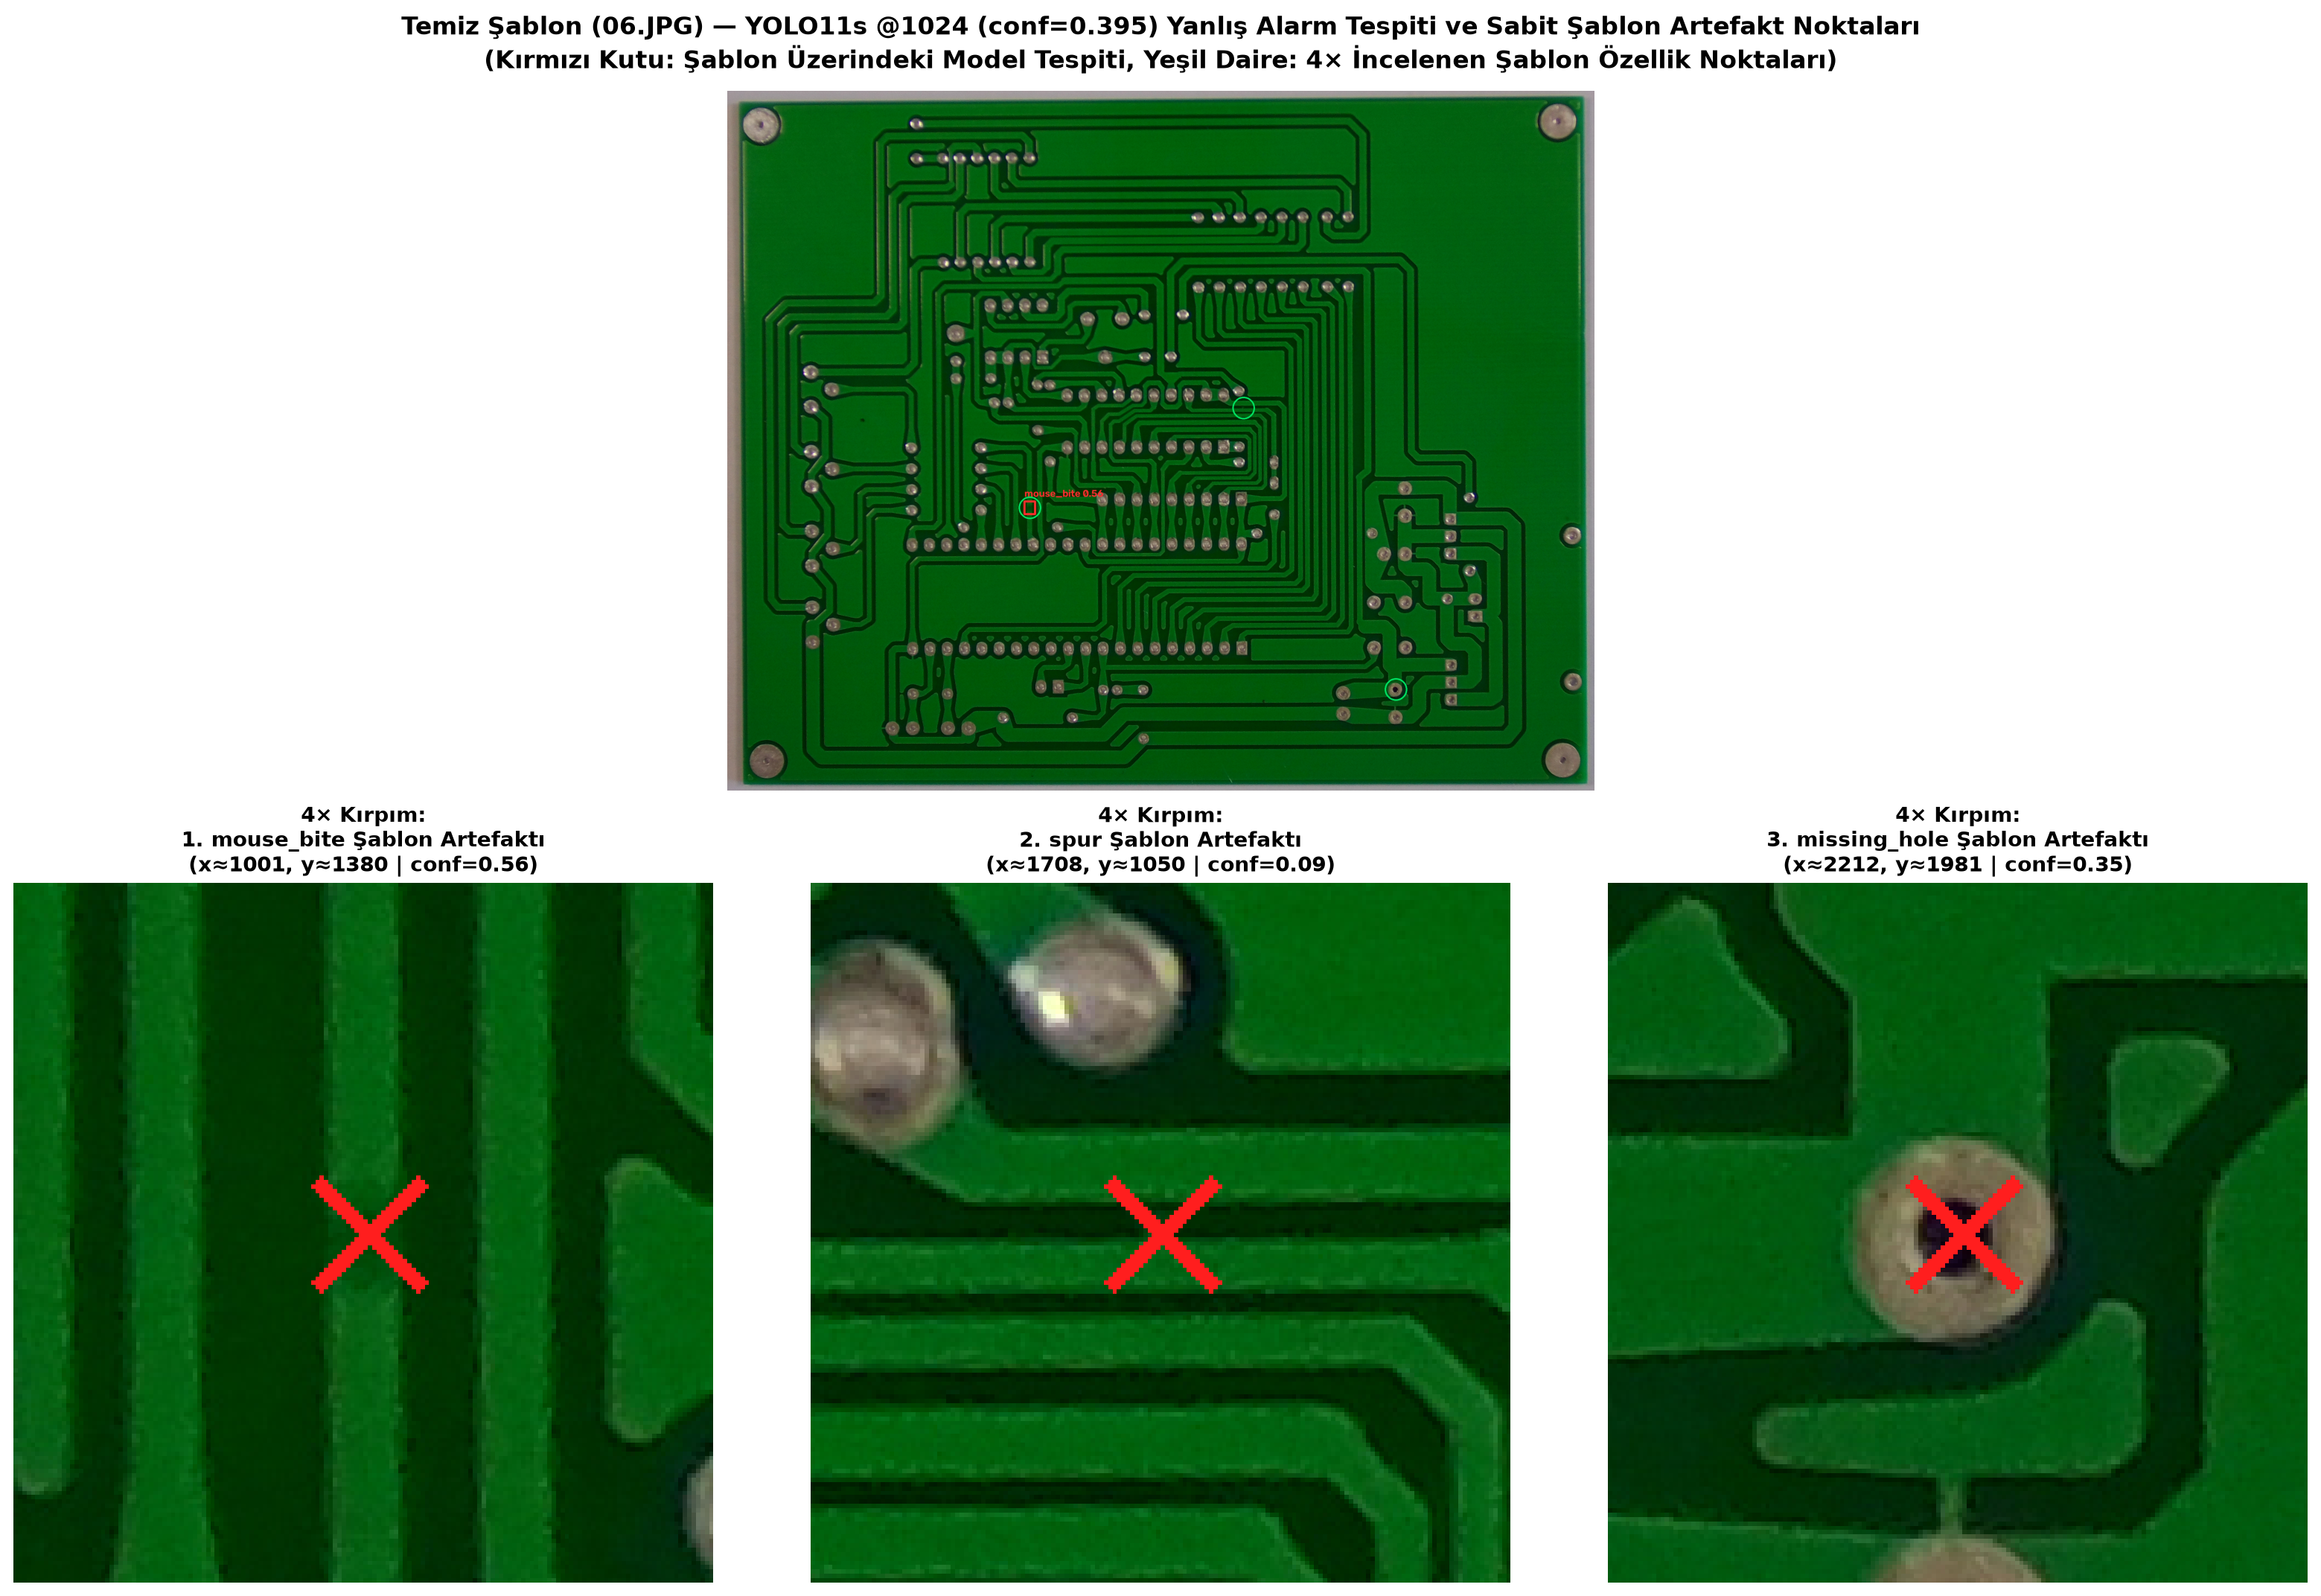 Temiz Şablon (06.JPG) — YOLO11s @1024 (conf=0.395) Yanlış Alarm Tespiti ve Sabit Şablon Artefakt Noktaları
(Kırmızı Kutu: Şablon Üzerindeki Model Tespiti, Yeşil Daire: 4× İncelenen Şablon Özellik Noktaları)
mouse_bite 0.56
4× Kırpım:
1. mouse_bite Şablon Artefaktı
(x≈1001, y≈1380 | conf=0.56)
4× Kırpım:
2. spur Şablon Artefaktı
(x≈1708, y≈1050 | conf=0.09)
4× Kırpım:
3. missing_hole Şablon Artefaktı
(x≈2212, y≈1981 | conf=0.35)